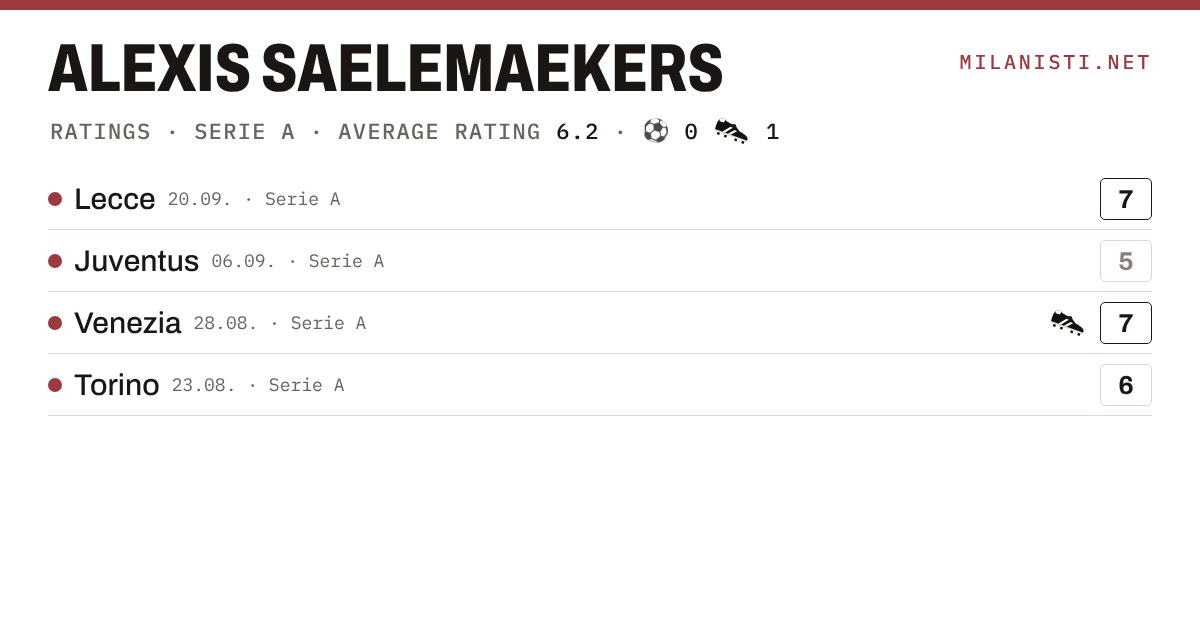 ALEXIS SAELEMAEKERS
MILANISTI.NET
RATINGS · SERIE A · AVERAGE RATING 6.2 · ⚽ 0 1
Lecce 20.09. · Serie A 7
Juventus 06.09. · Serie A 5
Venezia 28.08. · Serie A 7
Torino 23.08. · Serie A 6